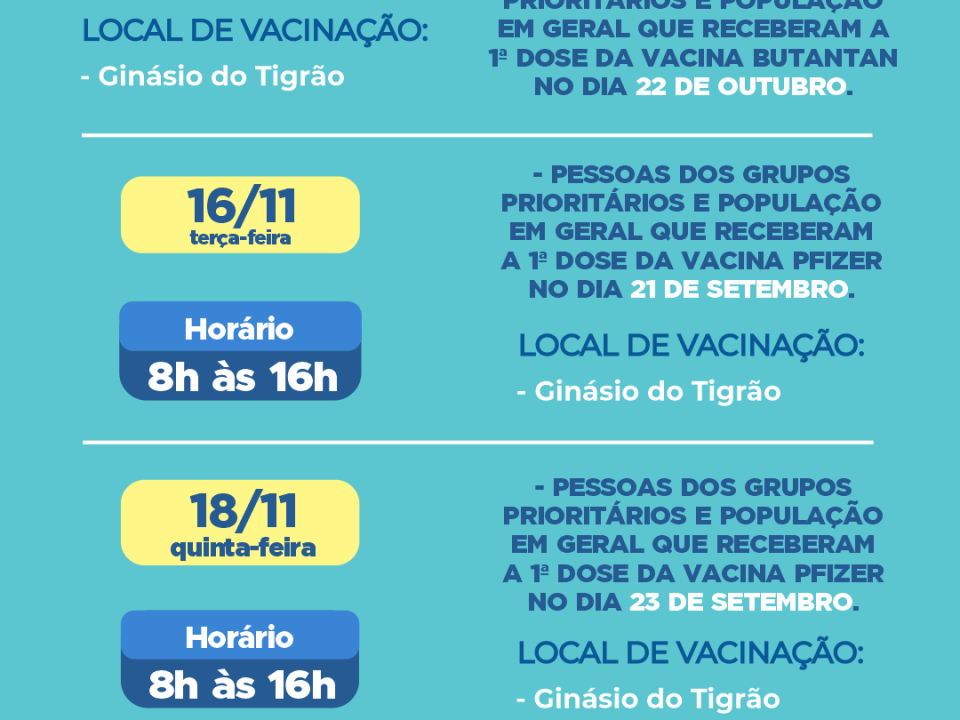 LOCAL DE VACINAÇÃO:
- Ginásio do Tigrão
PRIORITÁRIOS E POPULAÇÃO
EM GERAL QUE RECEBERAM A
1ª DOSE DA VACINA BUTANTAN
NO DIA 22 DE OUTUBRO.
16/11
terça-feira
Horário
8h às 16h
- PESSOAS DOS GRUPOS
PRIORITÁRIOS E POPULAÇÃO
EM GERAL QUE RECEBERAM
A 1ª DOSE DA VACINA PFIZER
NO DIA 21 DE SETEMBRO.
LOCAL DE VACINAÇÃO:
- Ginásio do Tigrão
18/11
quinta-feira
Horário
8h às 16h
- PESSOAS DOS GRUPOS
PRIORITÁRIOS E POPULAÇÃO
EM GERAL QUE RECEBERAM
A 1ª DOSE DA VACINA PFIZER
NO DIA 23 DE SETEMBRO.
LOCAL DE VACINAÇÃO:
- Ginásio do Tigrão